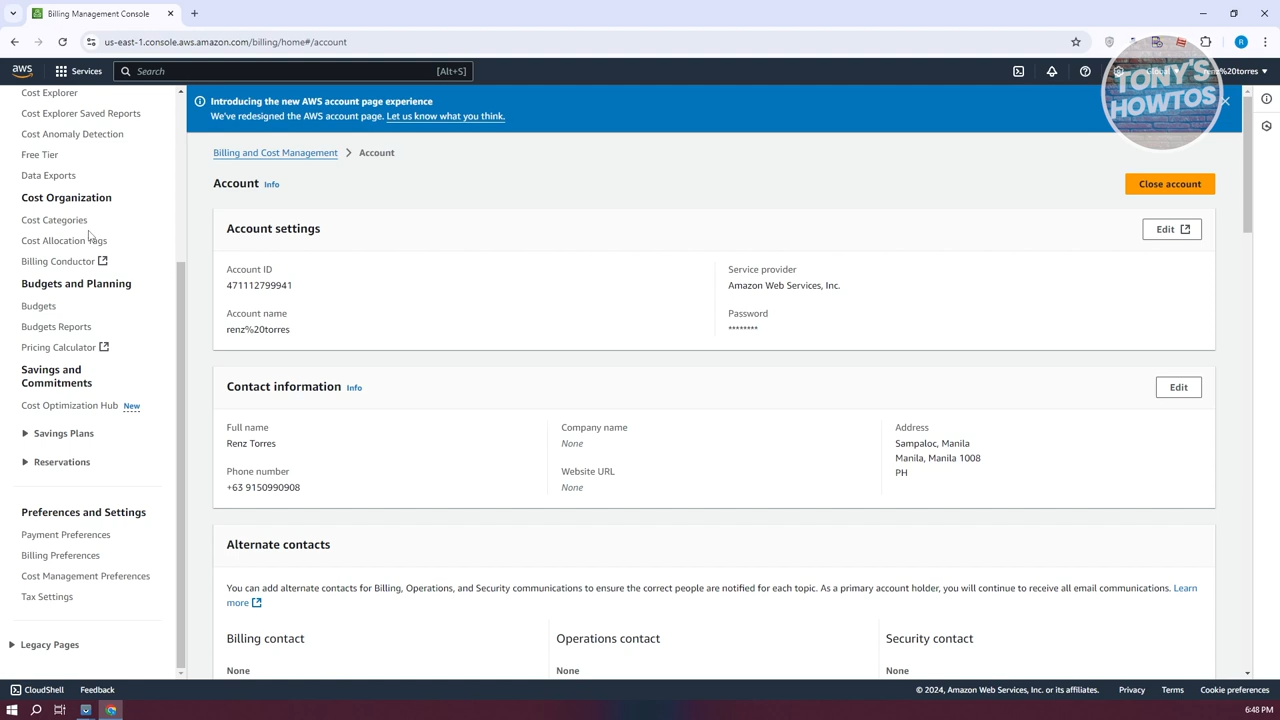 Billing Management Console
us-east-1.console.aws.amazon.com/billing/home#/account
R
aws
Services
Search
[Alt+S]
Global
renz%20torres
TONY'S
HOWTOS
Cost Explorer
Cost Explorer Saved Reports
Cost Anomaly Detection
Free Tier
Data Exports
Cost Organization
Cost Categories
Cost Allocation Tags
Billing Conductor
Budgets and Planning
Budgets
Budgets Reports
Pricing Calculator
Savings and
Commitments
Cost Optimization Hub New
Savings Plans
Reservations
Preferences and Settings
Payment Preferences
Billing Preferences
Cost Management Preferences
Tax Settings
Legacy Pages
Introducing the new AWS account page experience
We've redesigned the AWS account page. Let us know what you think.
Billing and Cost Management > Account
Account Info
Close account
Account settings
Edit
Account ID
471112799941
Service provider
Amazon Web Services, Inc.
Account name
renz%20torres
Password
********
Contact information Info
Edit
Full name
Renz Torres
Company name
None
Address
Sampaloc, Manila
Manila, Manila 1008
PH
Phone number
+63 9150990908
Website URL
None
Alternate contacts
You can add alternate contacts for Billing, Operations, and Security communications to ensure the correct people are notified for each topic. As a primary account holder, you will continue to receive all email communications. Learn
more
Billing contact
Operations contact
Security contact
None
None
None
CloudShell
Feedback
© 2024, Amazon Web Services, Inc. or its affiliates.
Privacy
Terms
Cookie preferences
6:48 PM